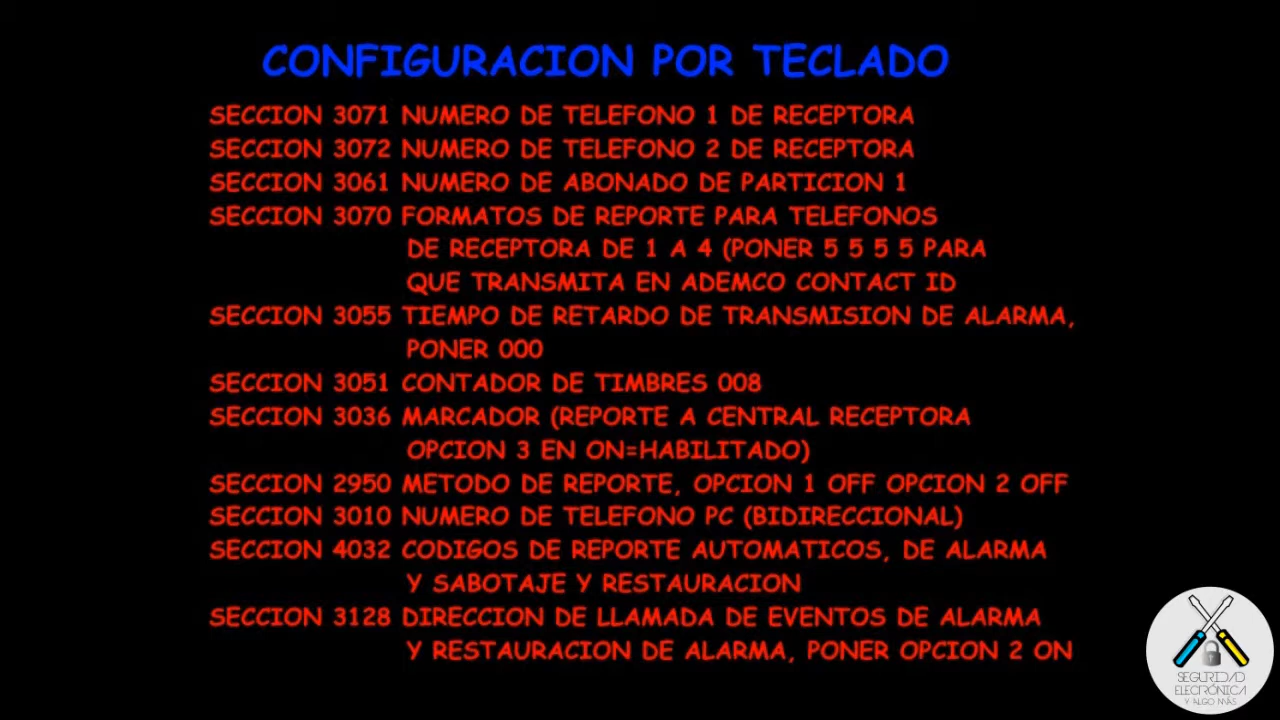 CONFIGURACION POR TECLADO
SECCION 3071 NUMERO DE TELEFONO 1 DE RECEPTORA
SECCION 3072 NUMERO DE TELEFONO 2 DE RECEPTORA
SECCION 3061 NUMERO DE ABONADO DE PARTICION 1
SECCION 3070 FORMATOS DE REPORTE PARA TELEFONOS
DE RECEPTORA DE 1 A 4 (PONER 5 5 5 5 PARA
QUE TRANSMITA EN ADEMCO CONTACT ID
SECCION 3055 TIEMPO DE RETARDO DE TRANSMISION DE ALARMA,
PONER 000
SECCION 3051 CONTADOR DE TIMBRES 008
SECCION 3036 MARCADOR (REPORTE A CENTRAL RECEPTORA
OPCION 3 EN ON=HABILITADO)
SECCION 2950 METODO DE REPORTE, OPCION 1 OFF OPCION 2 OFF
SECCION 3010 NUMERO DE TELEFONO PC (BIDIRECCIONAL)
SECCION 4032 CODIGOS DE REPORTE AUTOMATICOS, DE ALARMA
Y SABOTAJE Y RESTAURACION
SECCION 3128 DIRECCION DE LLAMADA DE EVENTOS DE ALARMA
Y RESTAURACION DE ALARMA, PONER OPCION 2 ON
SEGURIDAD
ELECTRÓNICA
Y ALGO MÁS